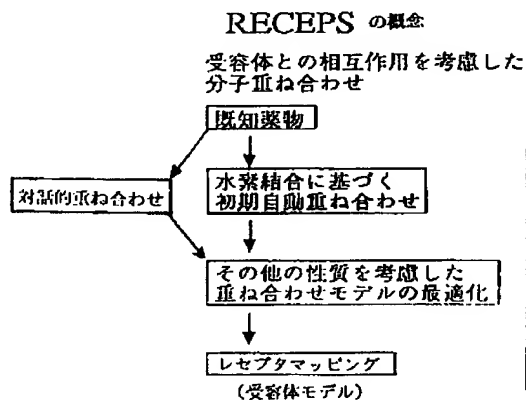 RECEPS の概念
受容体との相互作用を考慮した
分子重ね合わせ
既知薬物
対話的重ね合わせ
水素結合に基づく
初期自動重ね合わせ
その他の性質を考慮した
重ね合わせモデルの最適化
レセプタマッピング
(受容体モデル)